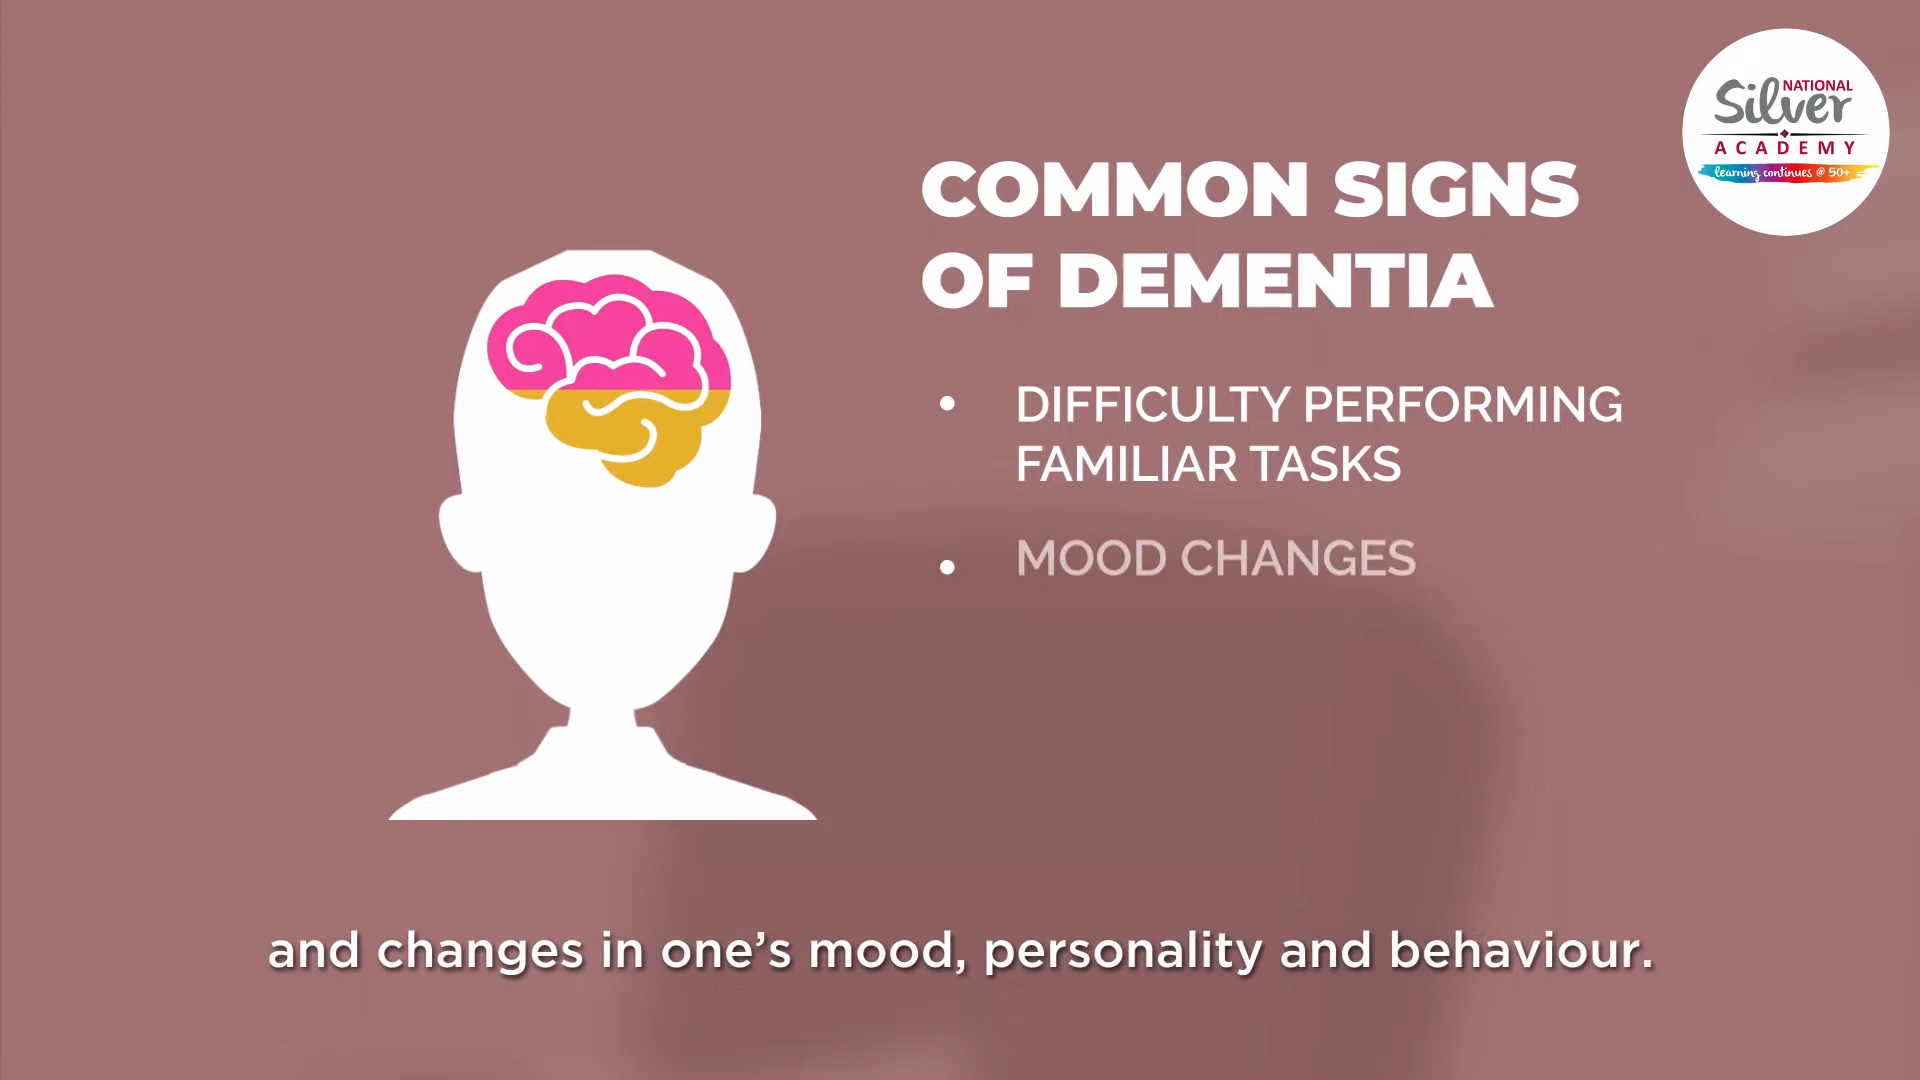 NATIONAL
Silver
ACADEMY
learning continues @ 50+
COMMON SIGNS
OF DEMENTIA
• DIFFICULTY PERFORMING
FAMILIAR TASKS
• MOOD CHANGES
and changes in one’s mood, personality and behaviour.